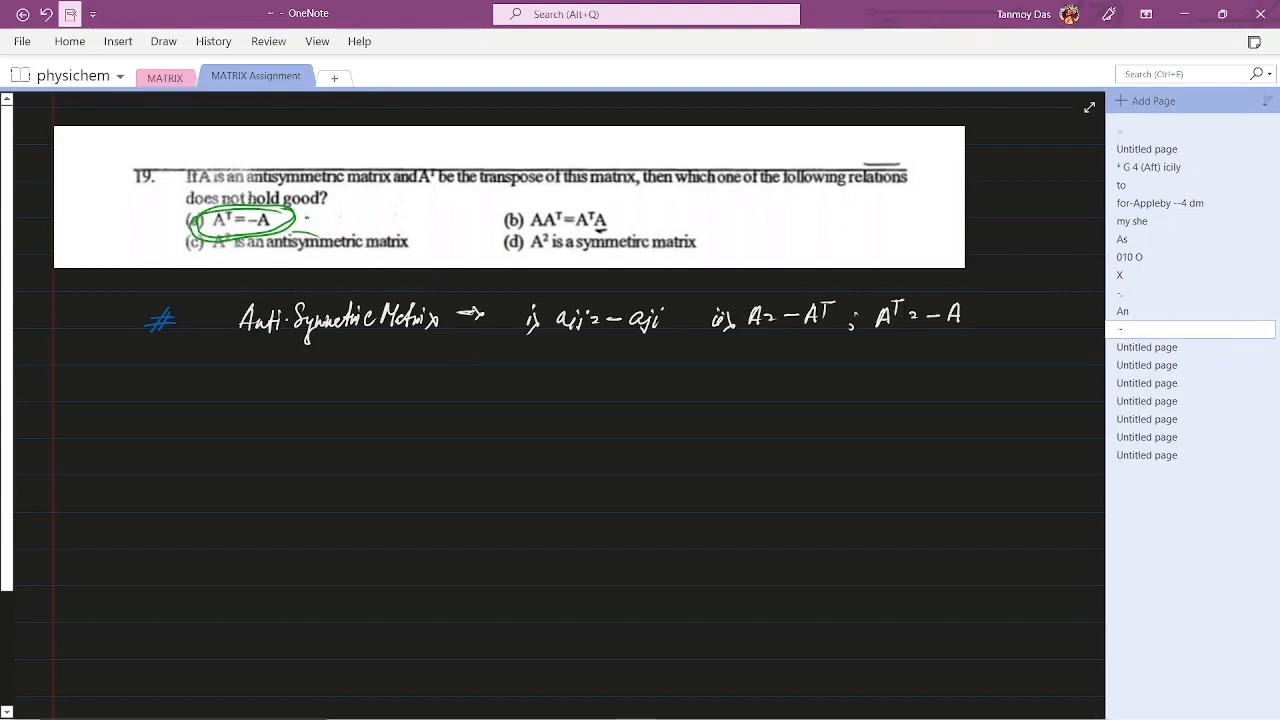 ~ - OneNote
Search (Alt+Q)
Tanmoy Das
File Home Insert Draw History Review View Help
physichem MATRIX MATRIX Assignment +
Search (Ctrl+E)
Add Page
=
Untitled page
¹ G 4 (Aft) icily
to
for-Appleby --4 dm
my she
As
010 O
X
-,
An
~
Untitled page
Untitled page
Untitled page
Untitled page
Untitled page
Untitled page
Untitled page
19. If A is an antisymmetric matrix and Aᵀ be the transpose of this matrix, then which one of the following relations
does not hold good?
(a) Aᵀ=–A (b) AAᵀ=AᵀA
(c) A² is an antisymmetric matrix (d) A² is a symmetirc matrix
# Anti-Symmetric Matrix → i) aij = – aji ii) A = – Aᵀ ; Aᵀ = – A